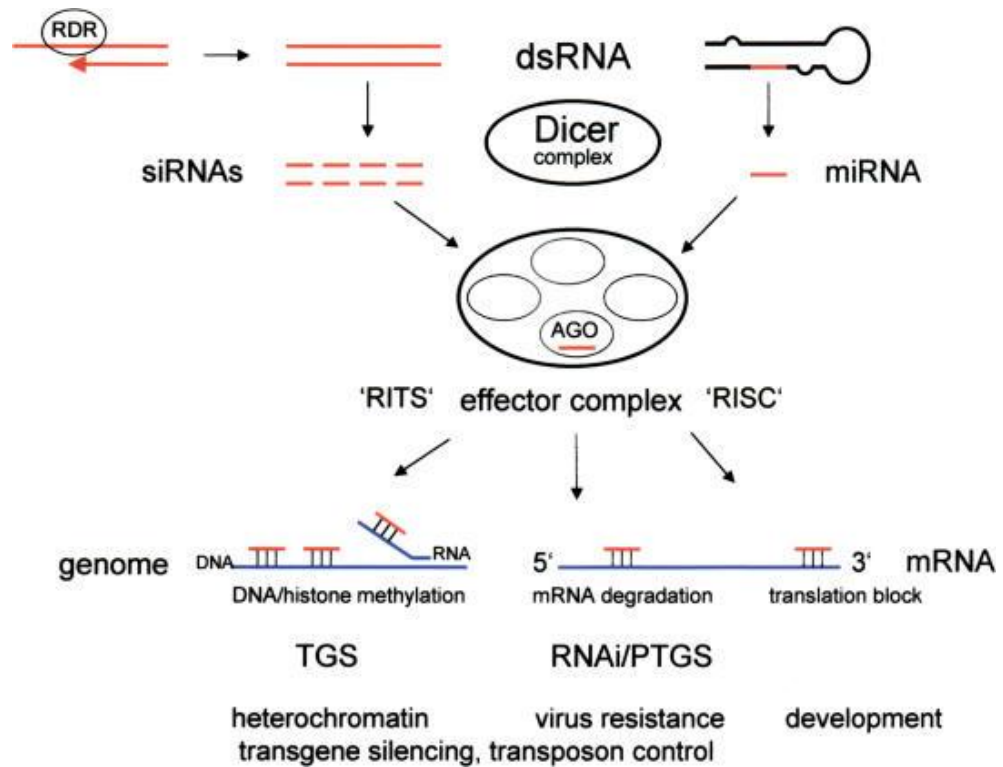 RDR
dsRNA
Dicer
complex
siRNAs
miRNA
AGO
‘RITS‘ effector complex ‘RISC‘
genome DNA RNA 5‘ 3‘ mRNA
DNA/histone methylation mRNA degradation translation block
TGS RNAi/PTGS
heterochromatin virus resistance development
transgene silencing, transposon control